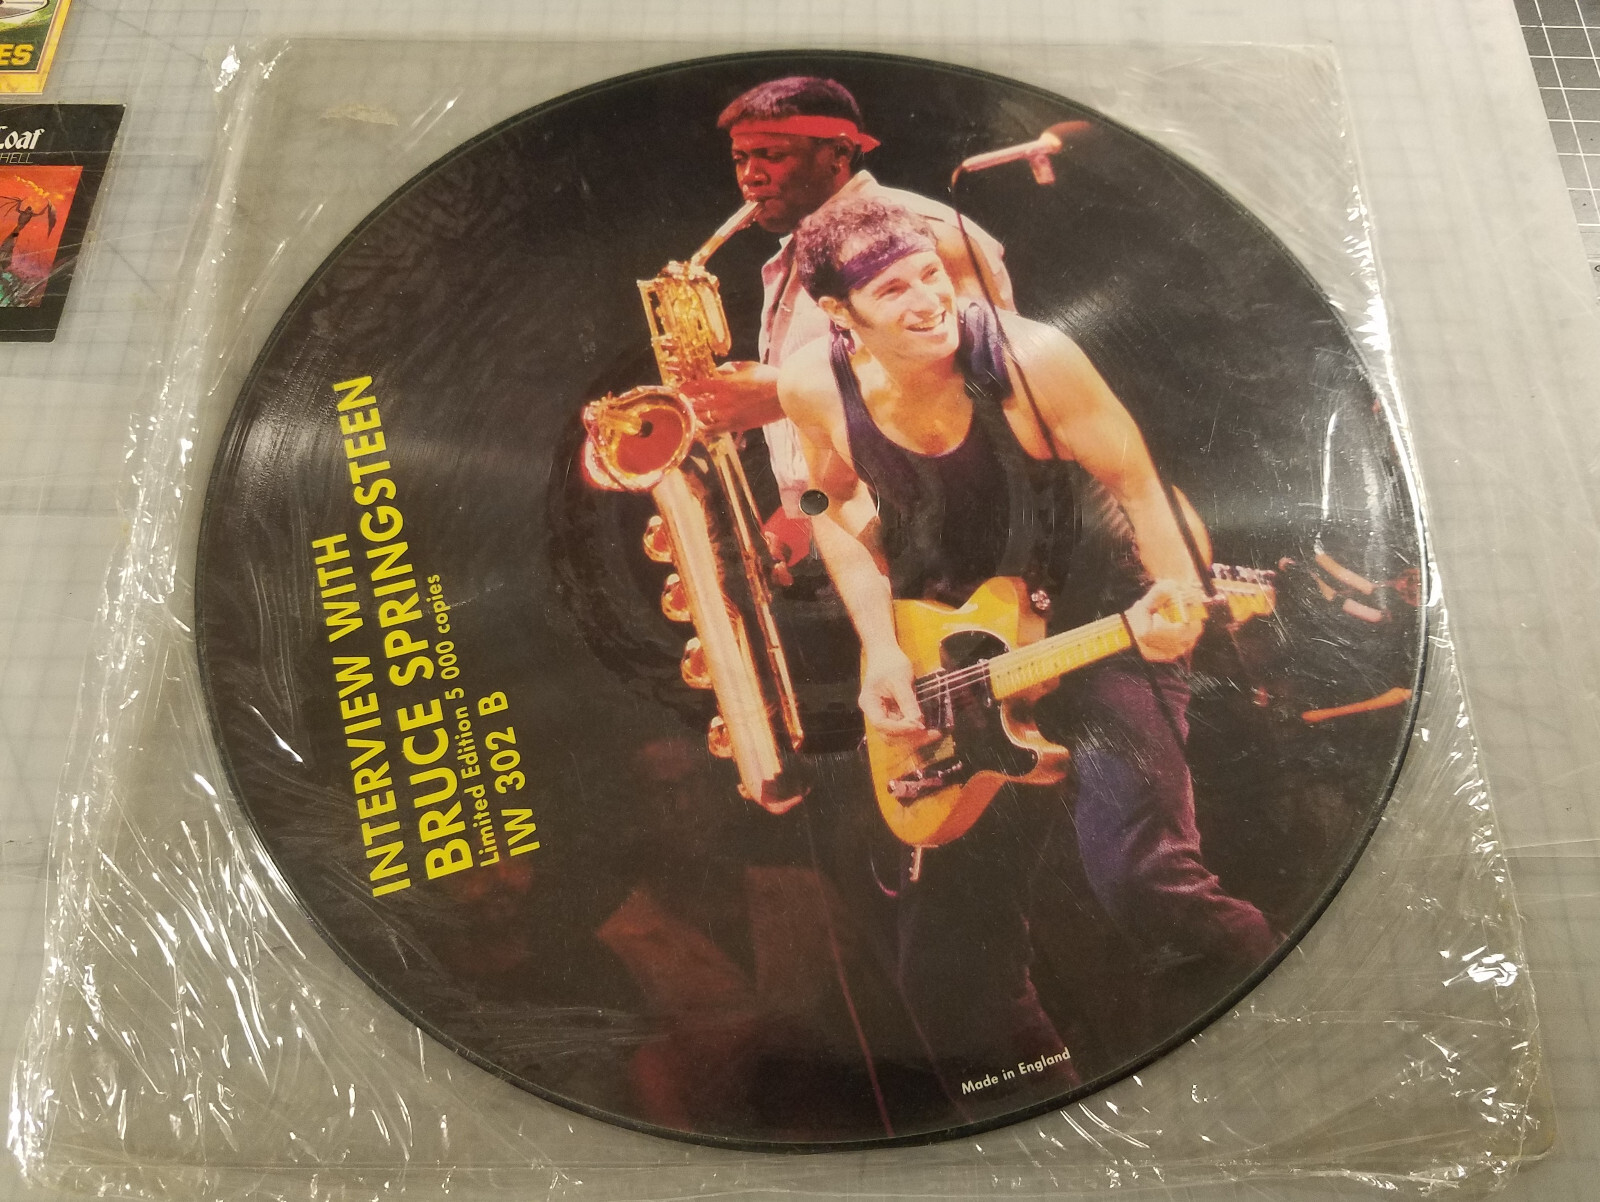 ES
Loaf
HELL
INTERVIEW WITH
BRUCE SPRINGSTEEN
Limited Edition 5 000 copies
IW 302 B
Made in England